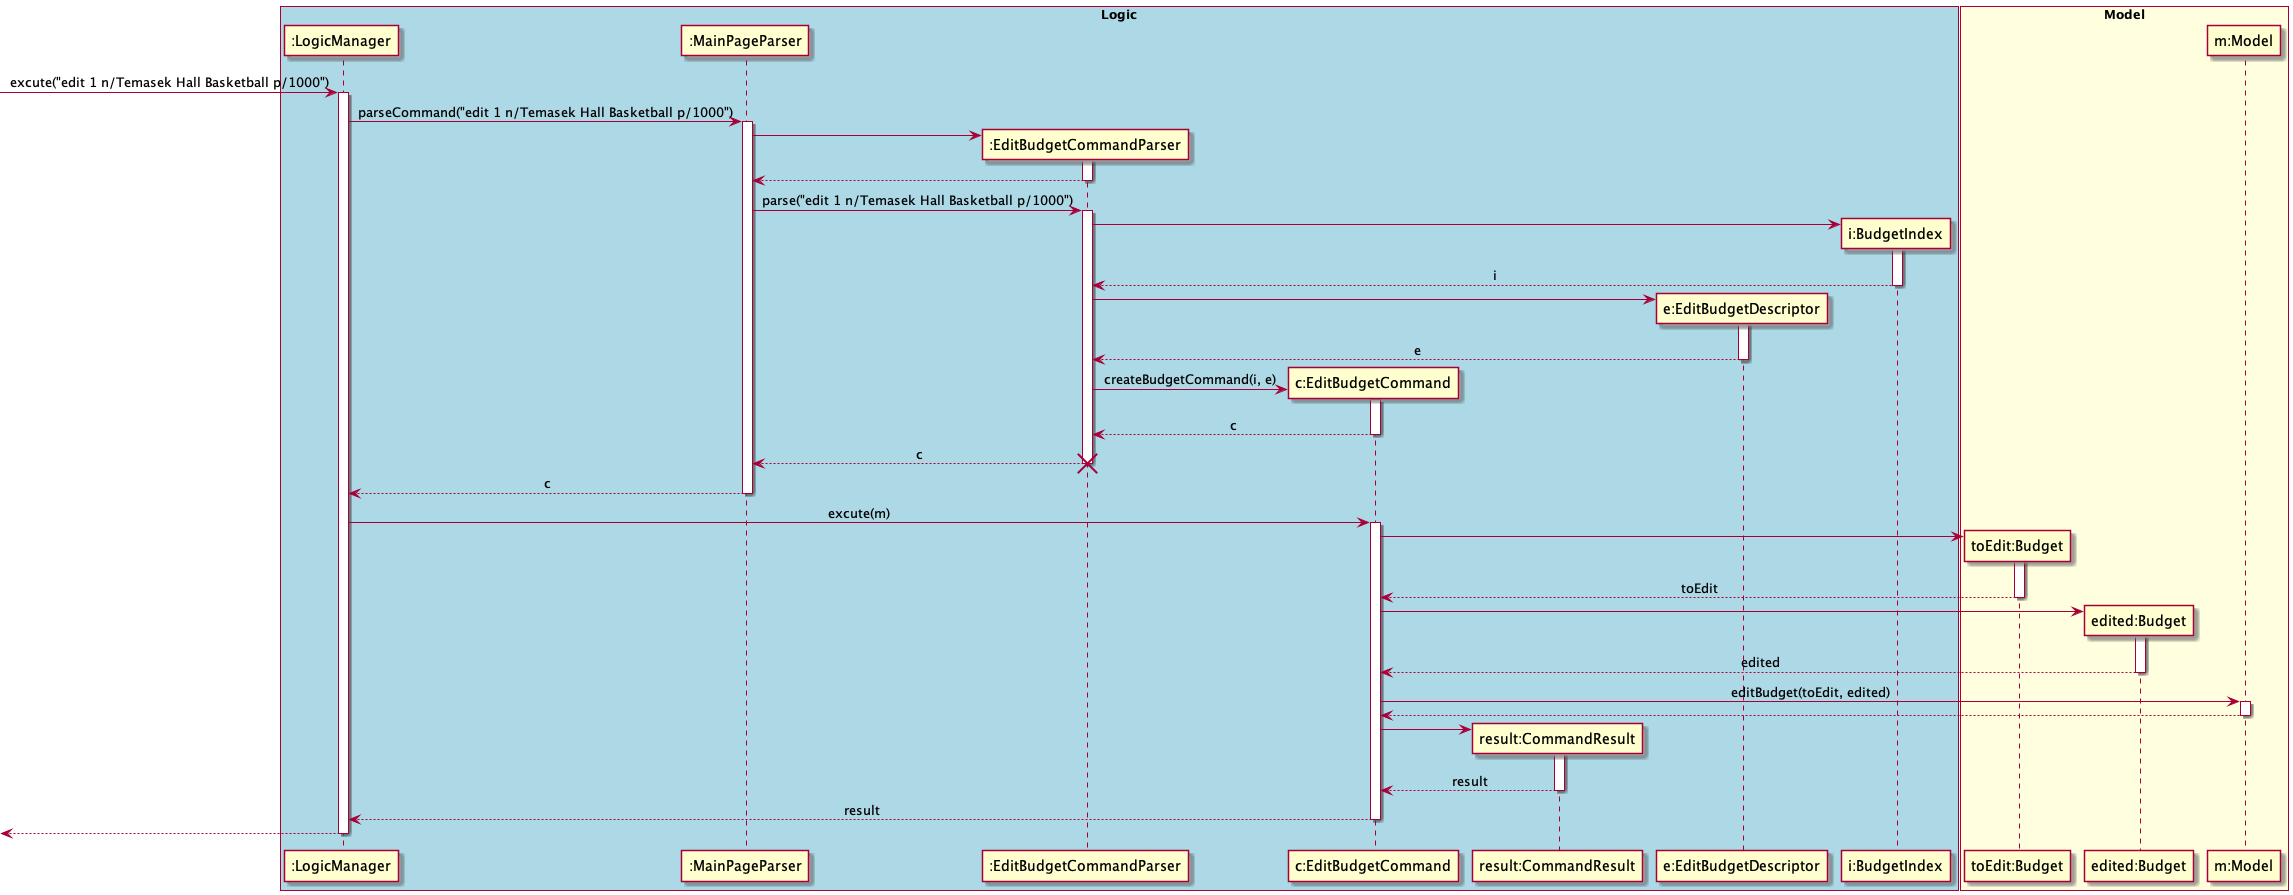 Logic
Model
:LogicManager
:MainPageParser
m:Model
excute("edit 1 n/Temasek Hall Basketball p/1000")
parseCommand("edit 1 n/Temasek Hall Basketball p/1000")
:EditBudgetCommandParser
parse("edit 1 n/Temasek Hall Basketball p/1000")
i:BudgetIndex
i
e:EditBudgetDescriptor
e
createBudgetCommand(i, e)
c:EditBudgetCommand
c
c
c
excute(m)
toEdit:Budget
toEdit
edited:Budget
edited
editBudget(toEdit, edited)
result:CommandResult
result
result
:LogicManager
:MainPageParser
:EditBudgetCommandParser
c:EditBudgetCommand
result:CommandResult
e:EditBudgetDescriptor
i:BudgetIndex
toEdit:Budget
edited:Budget
m:Model